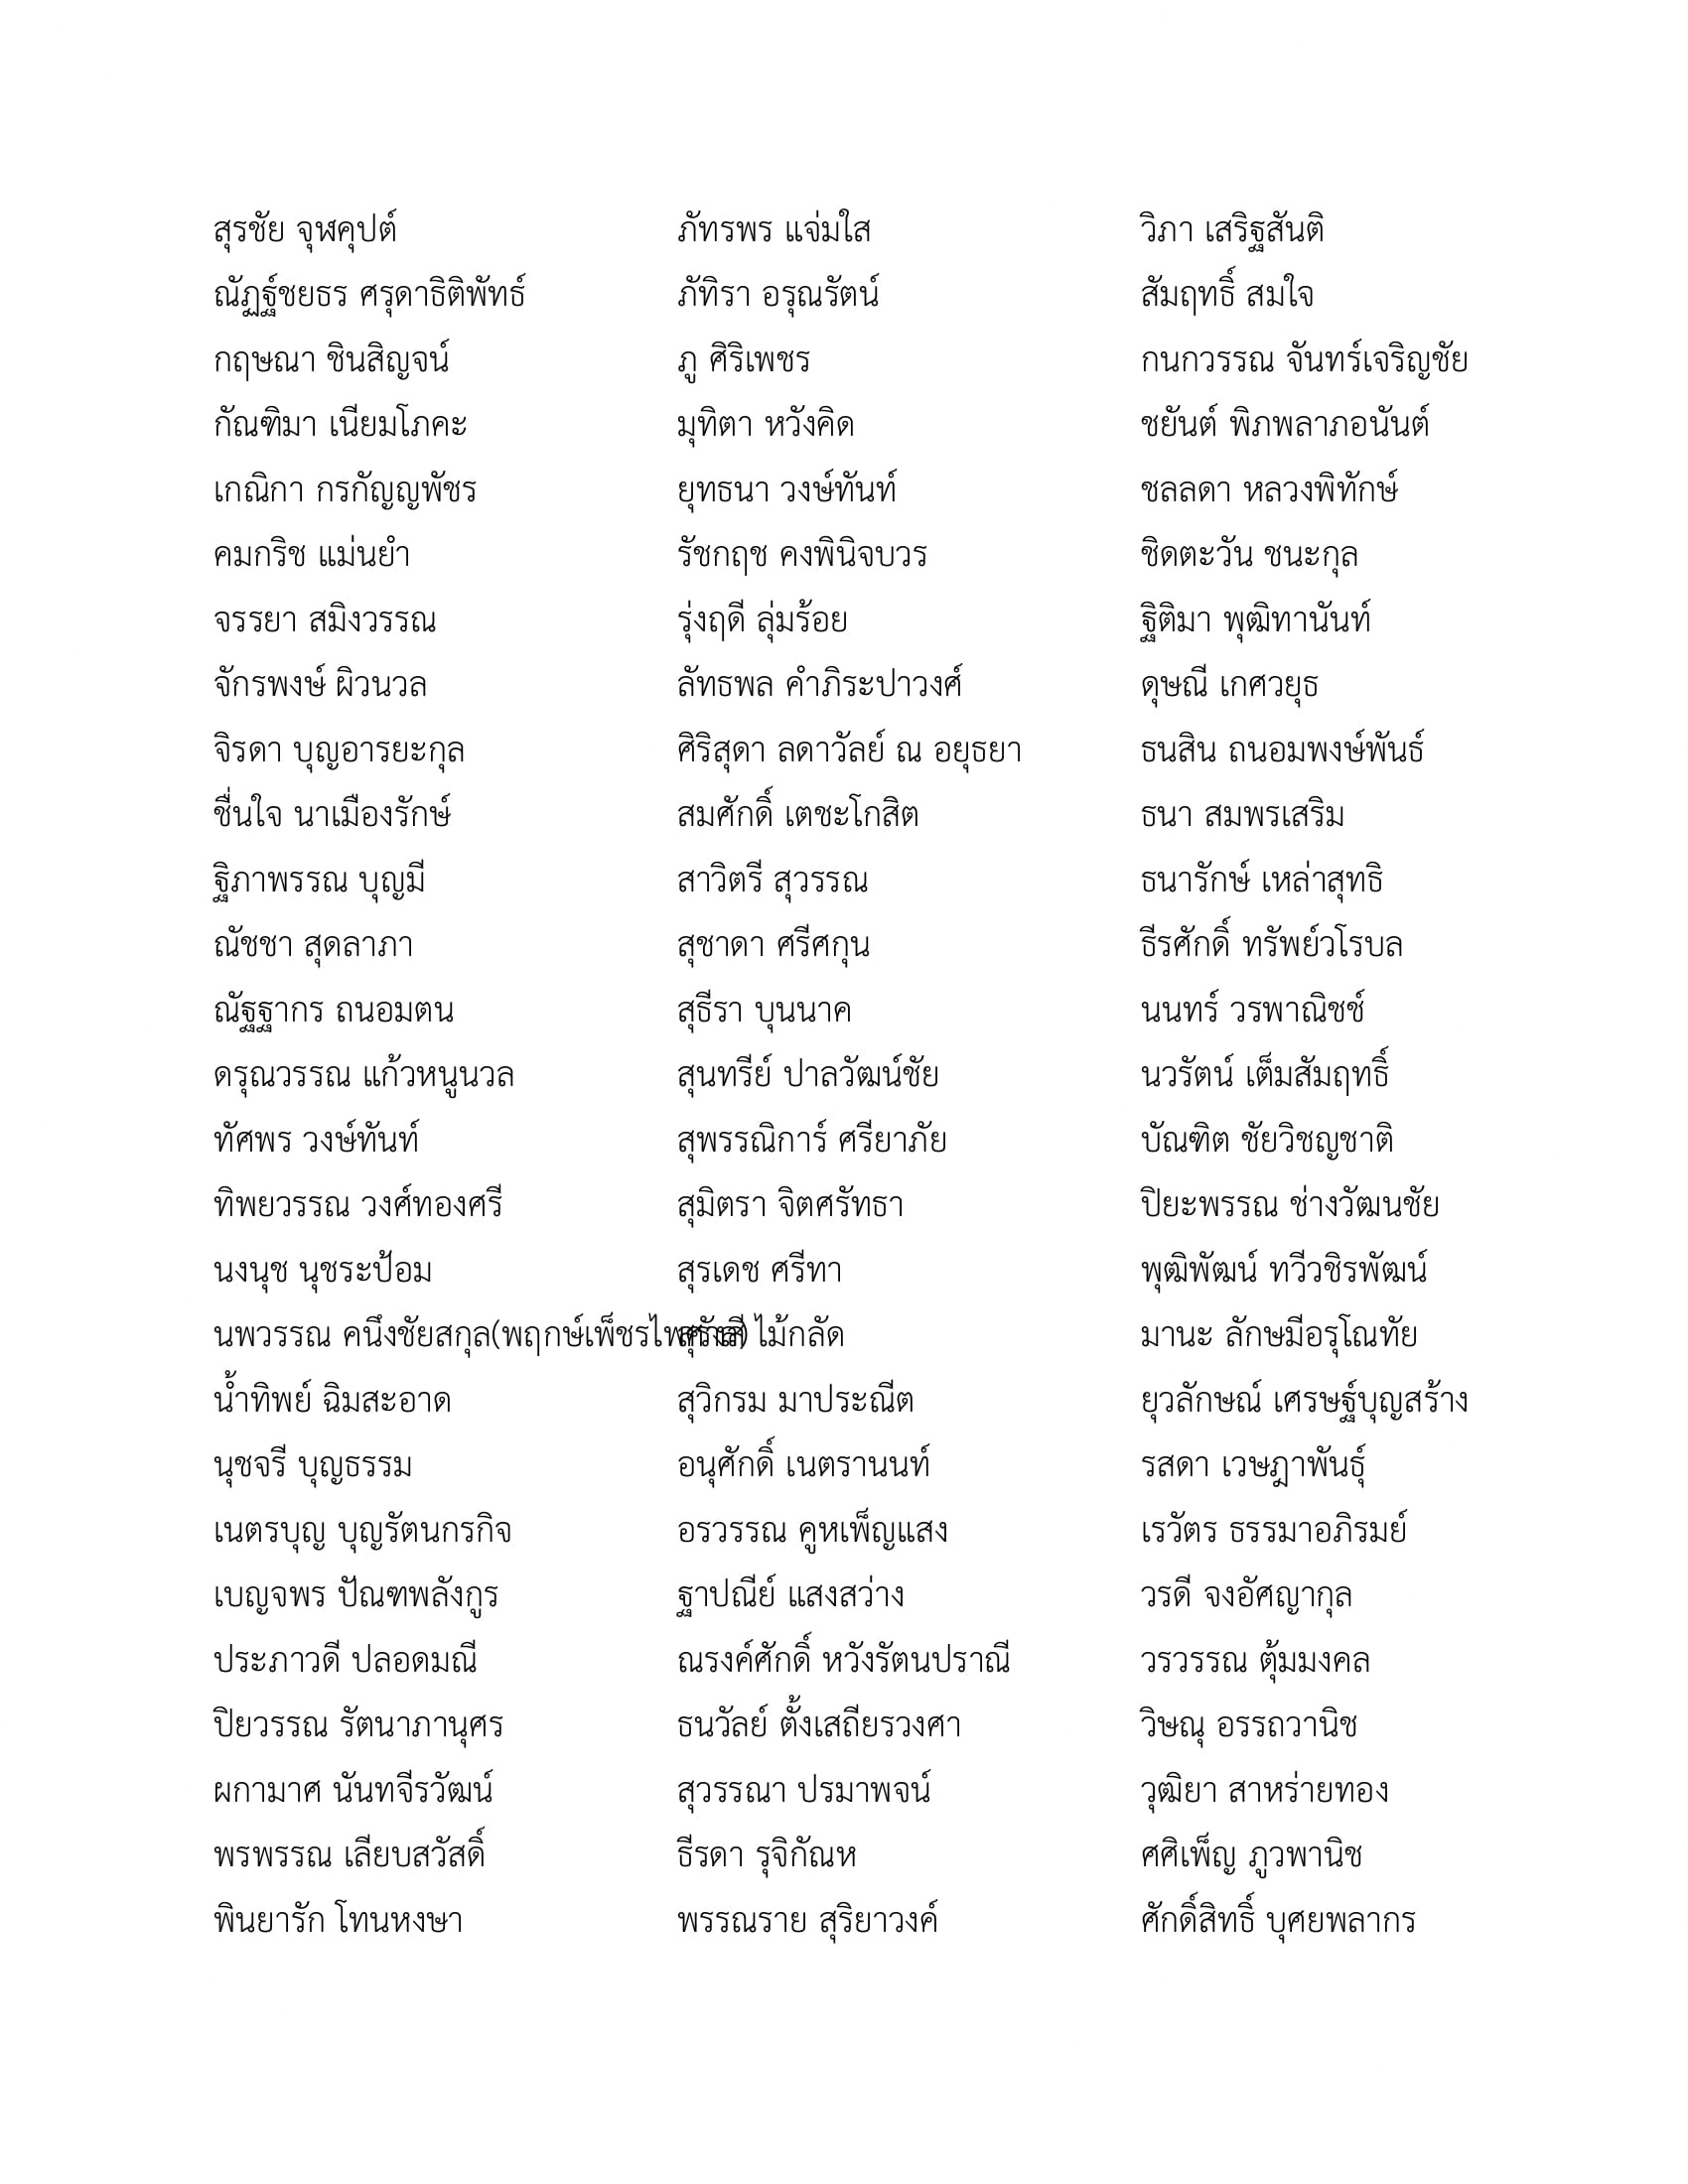 สุรชัย จุฬคุปต์
ณัฏฐ์ชยธร ศรุดาธิติพัทธ์
กฤษณา ชินสิญจน์
กัณฑิมา เนียมโภคะ
เกณิกา กรกัญญพัชร
คมกริช แม่นยำ
จรรยา สมิงวรรณ
จักรพงษ์ ผิวนวล
จิรดา บุญอารยะกุล
ชื่นใจ นาเมืองรักษ์
ฐิภาพรรณ บุญมี
ณัชชา สุดลาภา
ณัฐฐากร ถนอมตน
ดรุณวรรณ แก้วหนูนวล
ทัศพร วงษ์ทันท์
ทิพยวรรณ วงศ์ทองศรี
นงนุช นุชระป้อม
นพวรรณ คนึงชัยสกุล(พฤกษ์เพ็ชรไพศาล)
น้ำทิพย์ ฉิมสะอาด
นุชจรี บุญธรรม
เนตรบุญ บุญรัตนกรกิจ
เบญจพร ปัณฑพลังกูร
ประภาวดี ปลอดมณี
ปิยวรรณ รัตนาภานุศร
ผกามาศ นันทจีรวัฒน์
พรพรรณ เลียบสวัสดิ์
พินยารัก โทนหงษา
ภัทรพร แจ่มใส
ภัทิรา อรุณรัตน์
ภู ศิริเพชร
มุทิตา หวังคิด
ยุทธนา วงษ์ทันท์
รัชกฤช คงพินิจบวร
รุ่งฤดี ลุ่มร้อย
ลัทธพล คำภิระปาวงศ์
ศิริสุดา ลดาวัลย์ ณ อยุธยา
สมศักดิ์ เตชะโกสิต
สาวิตรี สุวรรณ
สุชาดา ศรีศกุน
สุธีรา บุนนาค
สุนทรีย์ ปาลวัฒน์ชัย
สุพรรณิการ์ ศรียาภัย
สุมิตรา จิตศรัทธา
สุรเดช ศรีทา
สุรังสี ไม้กลัด
สุวิกรม มาประณีต
อนุศักดิ์ เนตรานนท์
อรวรรณ คูหเพ็ญแสง
ฐาปณีย์ แสงสว่าง
ณรงค์ศักดิ์ หวังรัตนปราณี
ธนวัลย์ ตั้งเสถียรวงศา
สุวรรณา ปรมาพจน์
ธีรดา รุจิกัณห
พรรณราย สุริยาวงค์
วิภา เสริฐสันติ
สัมฤทธิ์ สมใจ
กนกวรรณ จันทร์เจริญชัย
ชยันต์ พิภพลาภอนันต์
ชลลดา หลวงพิทักษ์
ชิดตะวัน ชนะกุล
ฐิติมา พุฒิทานันท์
ดุษณี เกศวยุธ
ธนสิน ถนอมพงษ์พันธ์
ธนา สมพรเสริม
ธนารักษ์ เหล่าสุทธิ
ธีรศักดิ์ ทรัพย์วโรบล
นนทร์ วรพาณิชช์
นวรัตน์ เต็มสัมฤทธิ์
บัณฑิต ชัยวิชญชาติ
ปิยะพรรณ ช่างวัฒนชัย
พุฒิพัฒน์ ทวีวชิรพัฒน์
มานะ ลักษมีอรุโณทัย
ยุวลักษณ์ เศรษฐ์บุญสร้าง
รสดา เวษฎาพันธุ์
เรวัตร ธรรมาอภิรมย์
วรดี จงอัศญากุล
วรวรรณ ตุ้มมงคล
วิษณุ อรรถวานิช
วุฒิยา สาหร่ายทอง
ศศิเพ็ญ ภูวพานิช
ศักดิ์สิทธิ์ บุศยพลากร